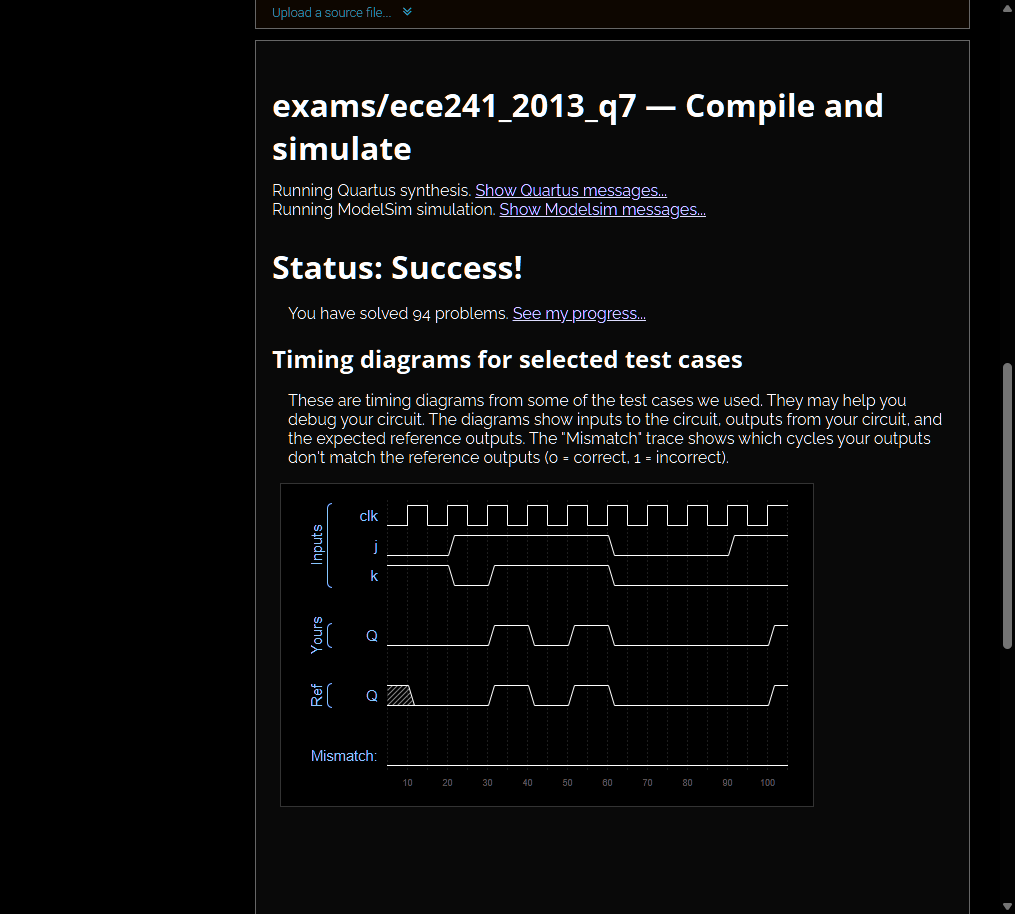 Upload a source file...
exams/ece241_2013_q7 — Compile and
simulate
Running Quartus synthesis. Show Quartus messages...
Running ModelSim simulation. Show Modelsim messages...
Status: Success!
You have solved 94 problems. See my progress...
Timing diagrams for selected test cases
These are timing diagrams from some of the test cases we used. They may help you
debug your circuit. The diagrams show inputs to the circuit, outputs from your circuit, and
the expected reference outputs. The "Mismatch" trace shows which cycles your outputs
don't match the reference outputs (0 = correct, 1 = incorrect).
Inputs
clk
j
k
Yours
Q
Ref
Q
Mismatch:
10 20 30 40 50 60 70 80 90 100